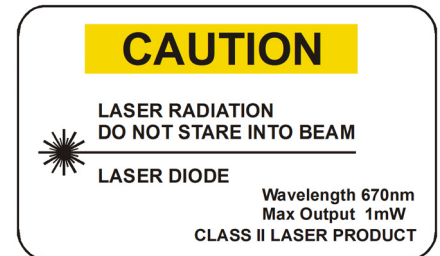 CAUTION
LASER RADIATION
DO NOT STARE INTO BEAM
LASER DIODE
Wavelength 670nm
Max Output 1mW
CLASS II LASER PRODUCT